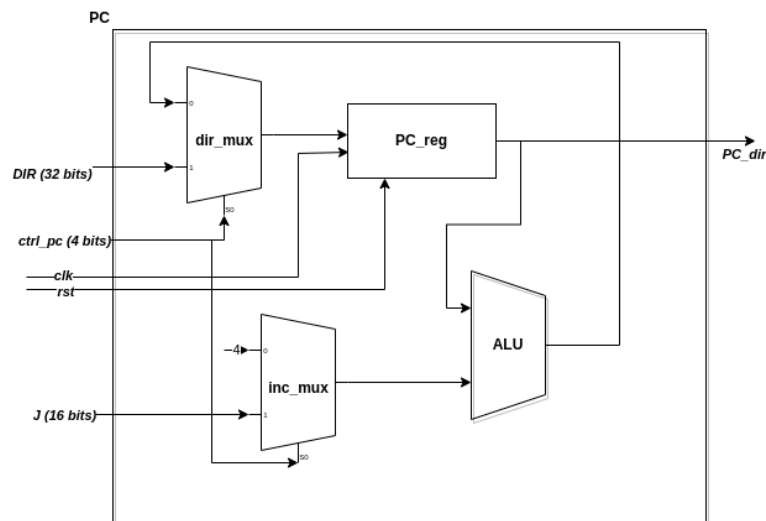 PC
0
dir_mux
PC_reg
PC_dir
DIR (32 bits)
1
S0
ctrl_pc (4 bits)
clk
rst
4
0
ALU
inc_mux
J (16 bits)
1
S0